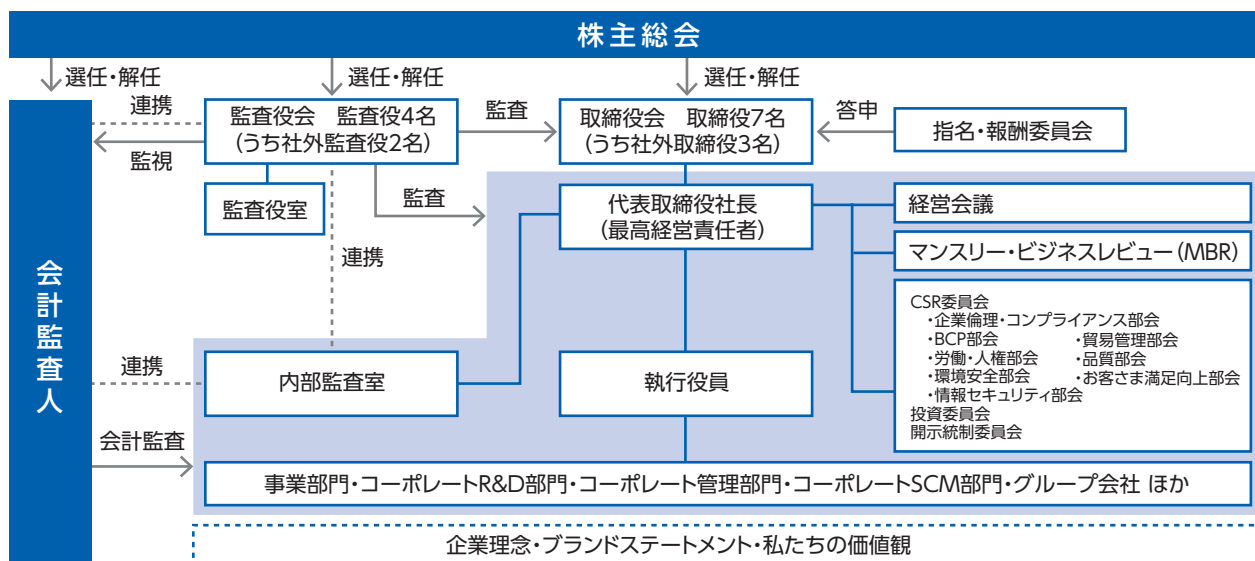 株主総会
選任・解任
選任・解任
選任・解任
会計監査人
連携
監視
監査役会　監査役4名
(うち社外監査役2名)
監査
取締役会　取締役7名
(うち社外取締役3名)
答申
指名・報酬委員会
監査役室
監査
連携
代表取締役社長
(最高経営責任者)
経営会議
マンスリー・ビジネスレビュー(MBR)
CSR委員会
・企業倫理・コンプライアンス部会
・BCP部会　・貿易管理部会
・労働・人権部会　・品質部会
・環境安全部会　・お客さま満足向上部会
・情報セキュリティ部会
投資委員会
開示統制委員会
連携
内部監査室
執行役員
会計監査
事業部門・コーポレートR&D部門・コーポレート管理部門・コーポレートSCM部門・グループ会社 ほか
企業理念・ブランドステートメント・私たちの価値観